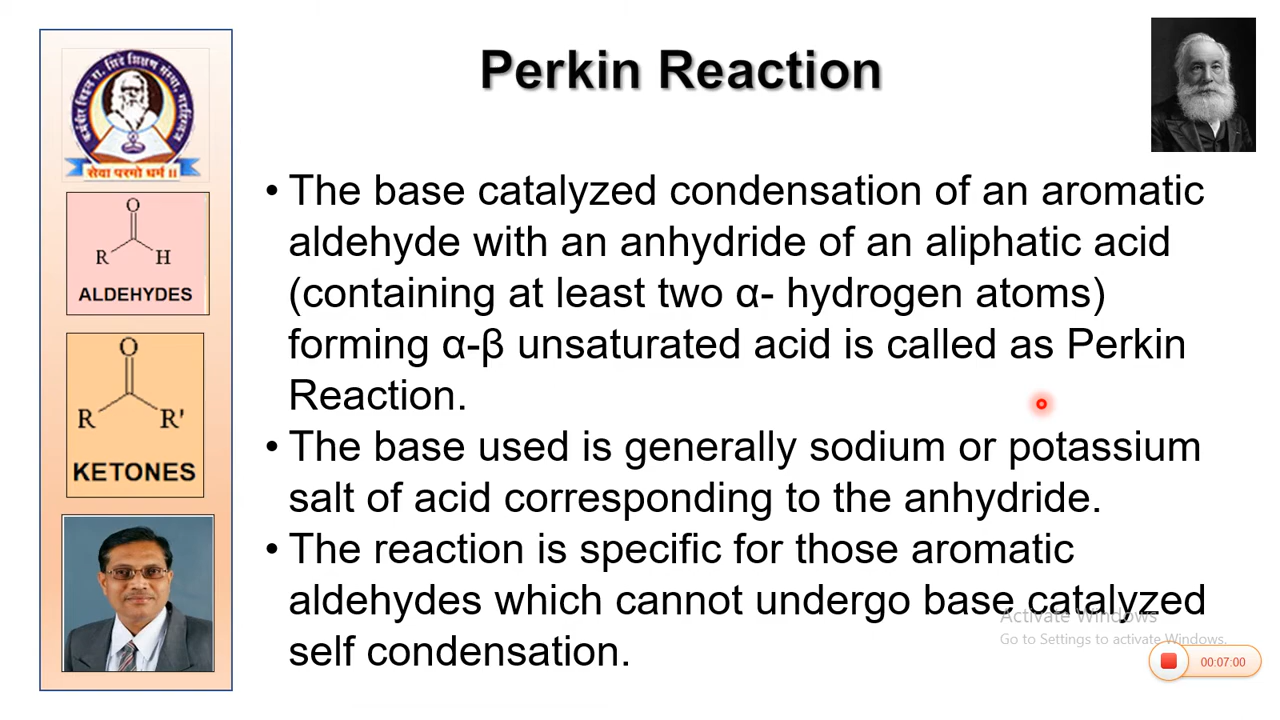 Perkin Reaction
सेवा परमो धर्म ॥
O
R
H
ALDEHYDES
O
R
R'
KETONES
• The base catalyzed condensation of an aromatic
aldehyde with an anhydride of an aliphatic acid
(containing at least two α- hydrogen atoms)
forming α-β unsaturated acid is called as Perkin
Reaction.
• The base used is generally sodium or potassium
salt of acid corresponding to the anhydride.
• The reaction is specific for those aromatic
aldehydes which cannot undergo base catalyzed
self condensation.
Activate Windows
Go to Settings to activate Windows.
00:07:00